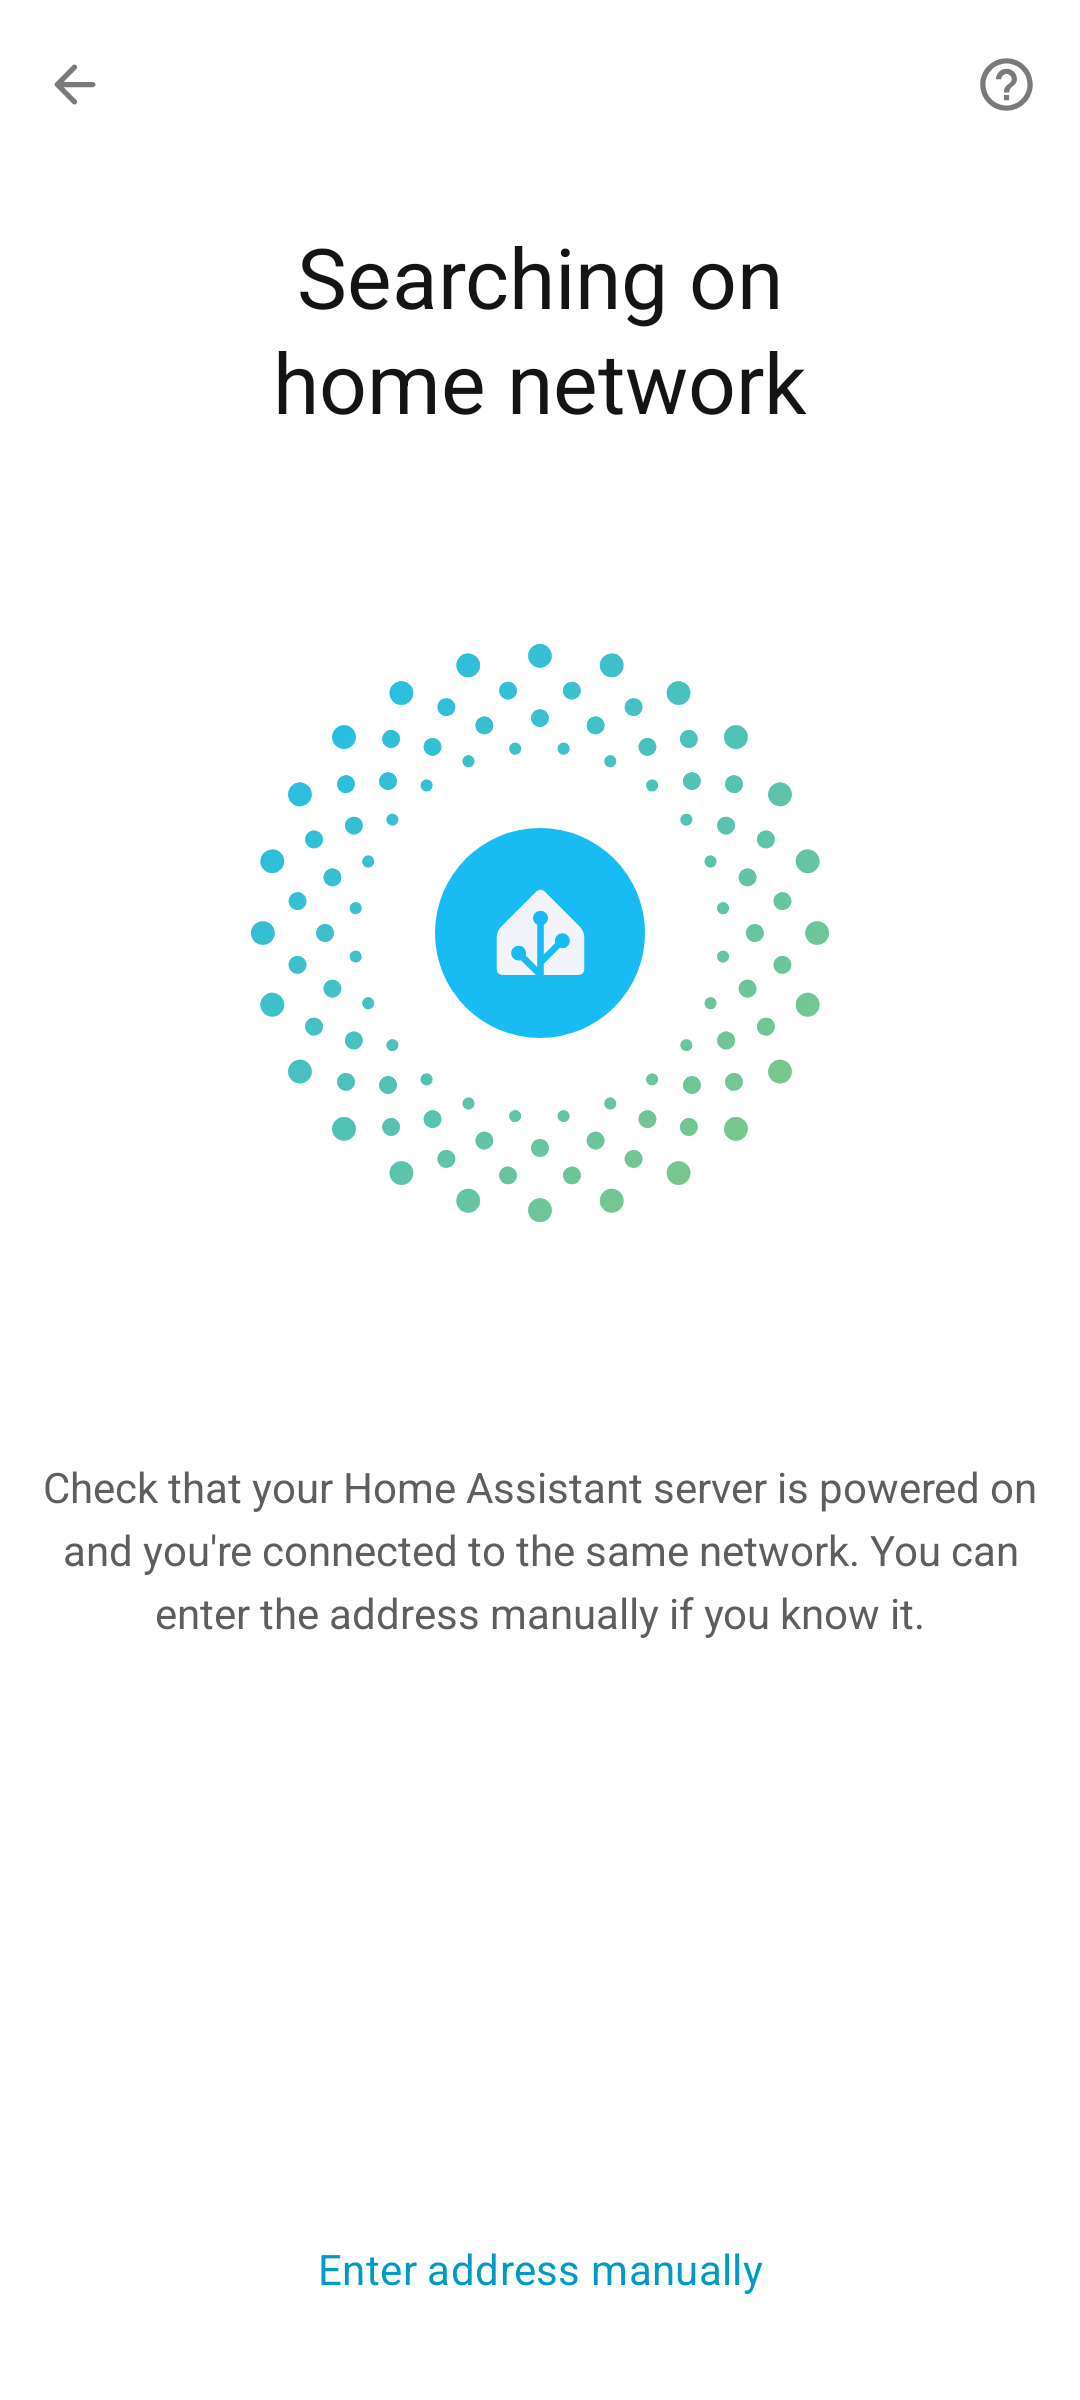 Searching on
home network
Check that your Home Assistant server is powered on
and you're connected to the same network. You can
enter the address manually if you know it.
Enter address manually